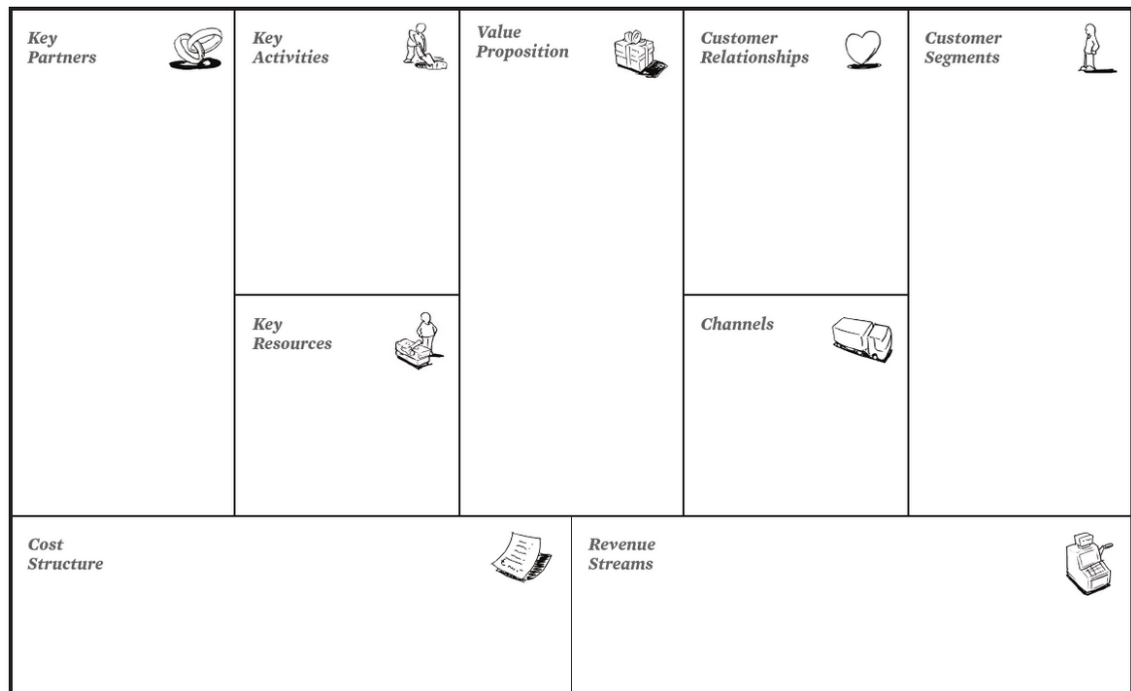 Key
Partners
Key
Activities
Value
Proposition
Customer
Relationships
Customer
Segments
Key
Resources
Channels
Cost
Structure
Revenue
Streams